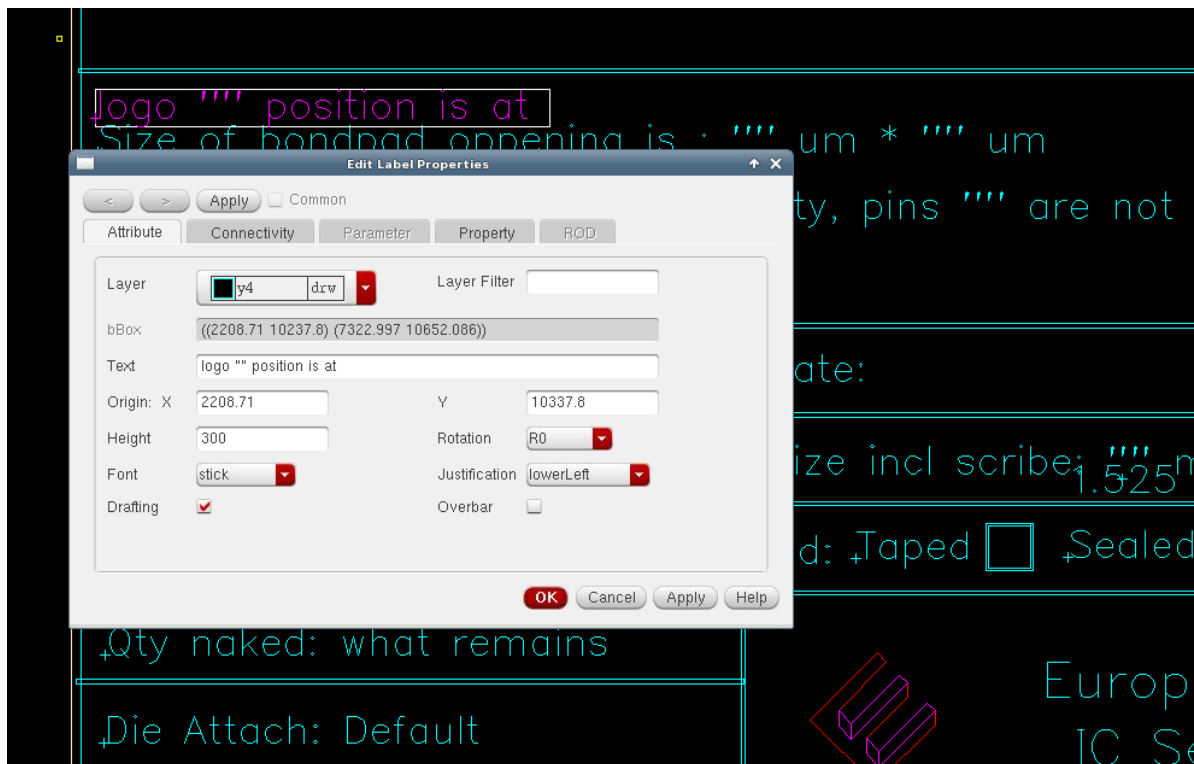 logo "" position is at
Size of bondpad oppening is : "" um * "" um
Edit Label Properties
< > Apply Common
ty, pins "" are not
Attribute Connectivity Parameter Property ROD
Layer y4 drw Layer Filter
bBox ((2208.71 10237.8) (7322.997 10652.086))
Text logo "" position is at
ate:
Origin: X 2208.71 Y 10337.8
Height 300 Rotation R0
ize incl scribe: "" m
1.525
Font stick Justification lowerLeft
Drafting Overbar
d: Taped Sealed
OK Cancel Apply Help
Qty naked: what remains
Europ
Die Attach: Default
IC Se